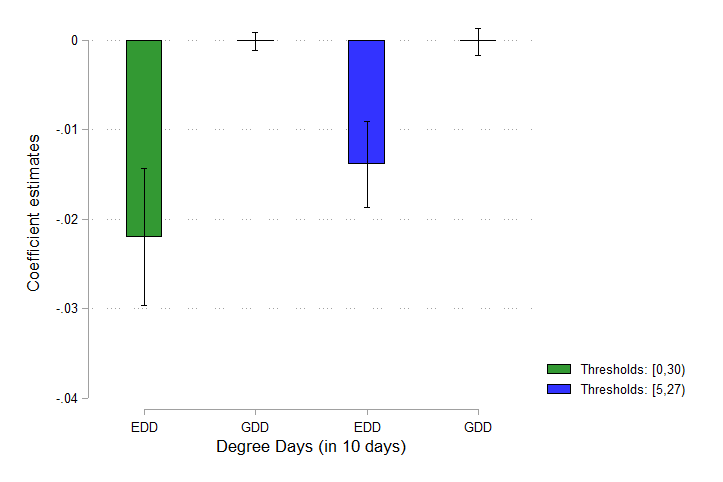 0
-.01
-.02
-.03
-.04
Coefficient estimates
EDD GDD EDD GDD
Degree Days (in 10 days)
Thresholds: [0,30)
Thresholds: [5,27)